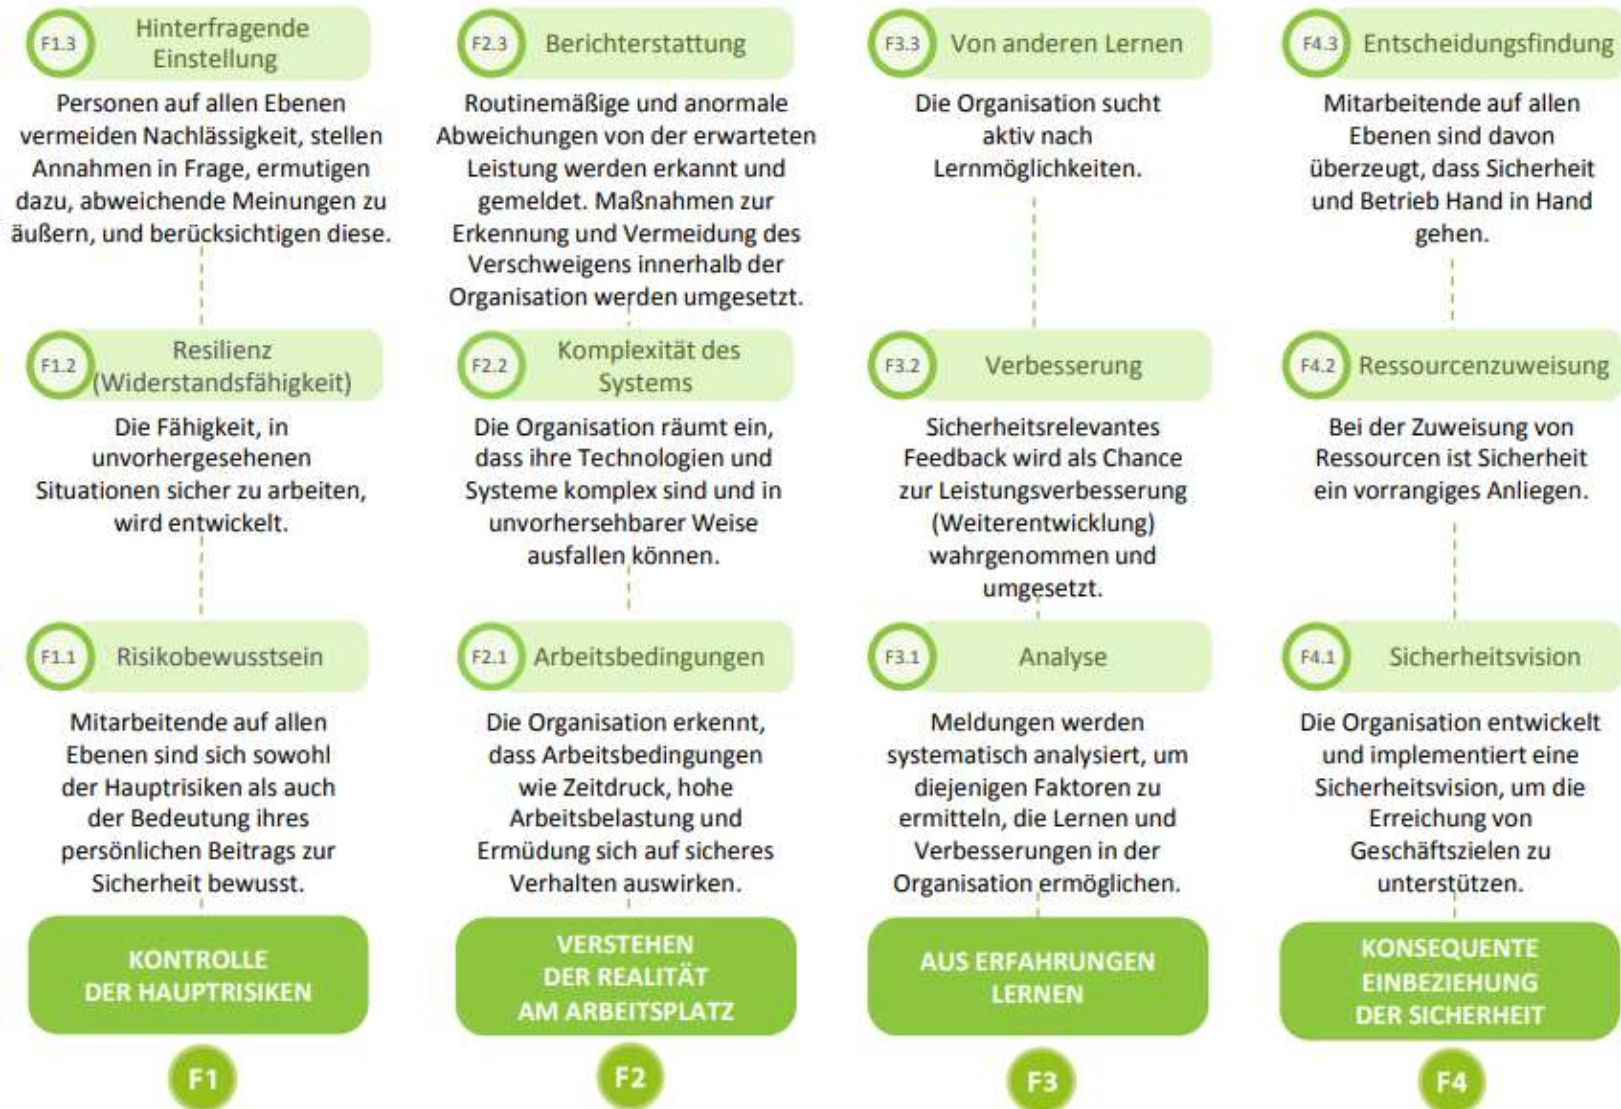 F1.3
Hinterfragende
Einstellung
Personen auf allen Ebenen
vermeiden Nachlässigkeit, stellen
Annahmen in Frage, ermutigen
dazu, abweichende Meinungen zu
äußern, und berücksichtigen diese.
F1.2
Resilienz
(Widerstandsfähigkeit)
Die Fähigkeit, in
unvorhergesehenen
Situationen sicher zu arbeiten,
wird entwickelt.
F1.1
Risikobewusstsein
Mitarbeitende auf allen
Ebenen sind sich sowohl
der Hauptrisiken als auch
der Bedeutung ihres
persönlichen Beitrags zur
Sicherheit bewusst.
KONTROLLE
DER HAUPTRISIKEN
F1
F2.3
Berichterstattung
Routinemäßige und anormale
Abweichungen von der erwarteten
Leistung werden erkannt und
gemeldet. Maßnahmen zur
Erkennung und Vermeidung des
Verschweigens innerhalb der
Organisation werden umgesetzt.
F2.2
Komplexität des
Systems
Die Organisation räumt ein,
dass ihre Technologien und
Systeme komplex sind und in
unvorhersehbarer Weise
ausfallen können.
F2.1
Arbeitsbedingungen
Die Organisation erkennt,
dass Arbeitsbedingungen
wie Zeitdruck, hohe
Arbeitsbelastung und
Ermüdung sich auf sicheres
Verhalten auswirken.
VERSTEHEN
DER REALITÄT
AM ARBEITSPLATZ
F2
F3.3
Von anderen Lernen
Die Organisation sucht
aktiv nach
Lernmöglichkeiten.
F3.2
Verbesserung
Sicherheitsrelevantes
Feedback wird als Chance
zur Leistungsverbesserung
(Weiterentwicklung)
wahrgenommen und
umgesetzt.
F3.1
Analyse
Meldungen werden
systematisch analysiert, um
diejenigen Faktoren zu
ermitteln, die Lernen und
Verbesserungen in der
Organisation ermöglichen.
AUS ERFAHRUNGEN
LERNEN
F3
F4.3
Entscheidungsfindung
Mitarbeitende auf allen
Ebenen sind davon
überzeugt, dass Sicherheit
und Betrieb Hand in Hand
gehen.
F4.2
Ressourcenzuweisung
Bei der Zuweisung von
Ressourcen ist Sicherheit
ein vorrangiges Anliegen.
F4.1
Sicherheitsvision
Die Organisation entwickelt
und implementiert eine
Sicherheitsvision, um die
Erreichung von
Geschäftszielen zu
unterstützen.
KONSEQUENTE
EINBEZIEHUNG
DER SICHERHEIT
F4